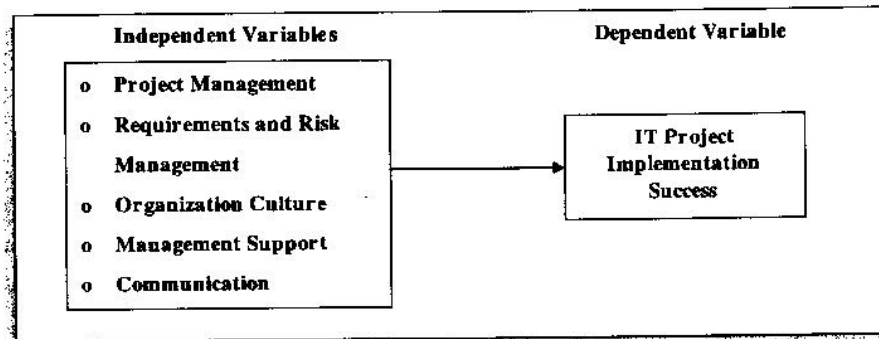 Independent Variables
Dependent Variable
o Project Management
o Requirements and Risk
Management
o Organization Culture
o Management Support
o Communication
IT Project
Implementation
Success